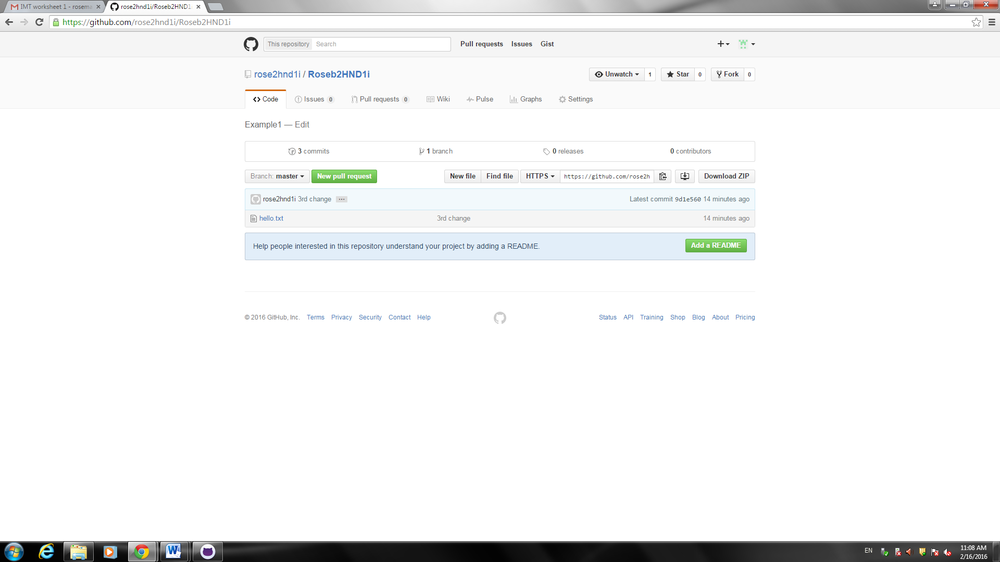 IMT worksheet 1 - rosema
rose2hnd1i/Roseb2HND1i
https://github.com/rose2hnd1i/Roseb2HND1i
This repository Search Pull requests Issues Gist
rose2hnd1i / Roseb2HND1i Unwatch 1 Star 0 Fork 0
Code Issues 0 Pull requests 0 Wiki Pulse Graphs Settings
Example1 — Edit
3 commits 1 branch 0 releases 0 contributors
Branch: master New pull request New file Find file HTTPS https://github.com/rose2h Download ZIP
rose2hnd1i 3rd change … Latest commit 9d1e560 14 minutes ago
hello.txt 3rd change 14 minutes ago
Help people interested in this repository understand your project by adding a README. Add a README
© 2016 GitHub, Inc. Terms Privacy Security Contact Help Status API Training Shop Blog About Pricing
EN 11:08 AM
2/16/2016